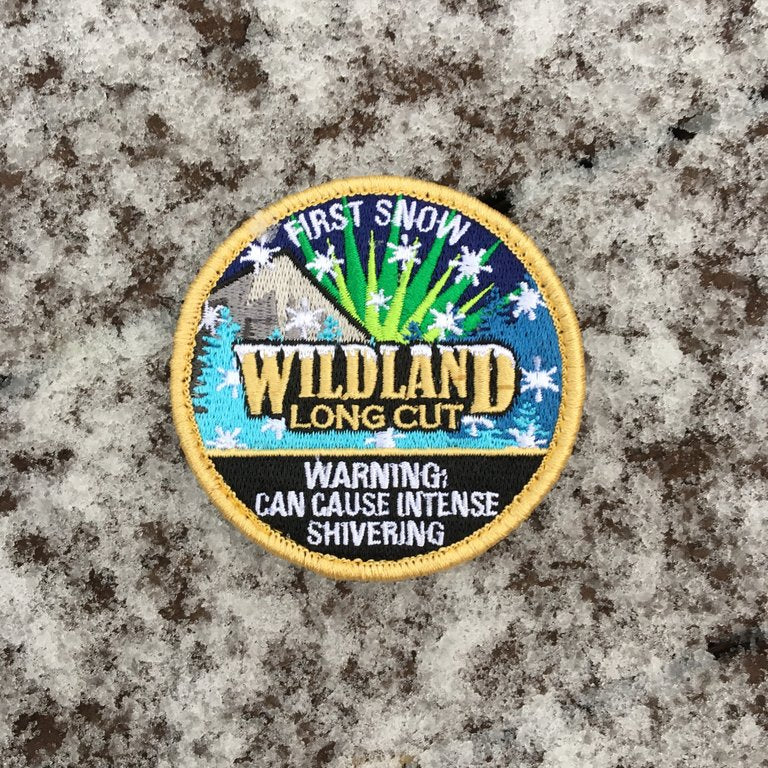 FIRST SNOW
WILDLAND
LONG CUT
WARNING:
CAN CAUSE INTENSE
SHIVERING